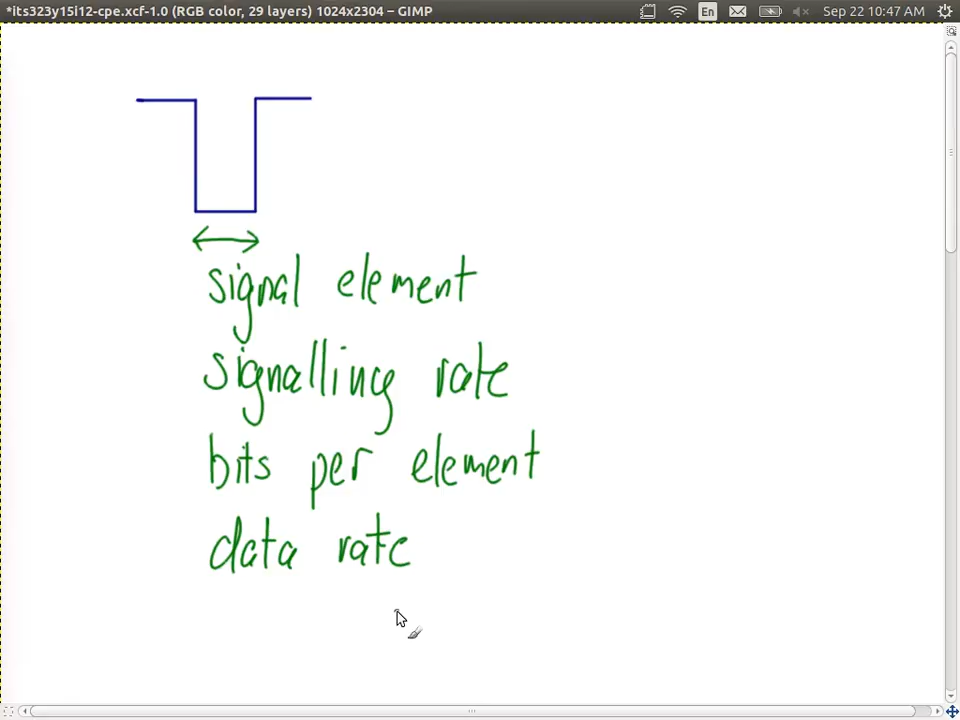 *its323y15i12-cpe.xcf-1.0 (RGB color, 29 layers) 1024x2304 – GIMP En Sep 22 10:47 AM
signal element
signalling rate
bits per element
data rate